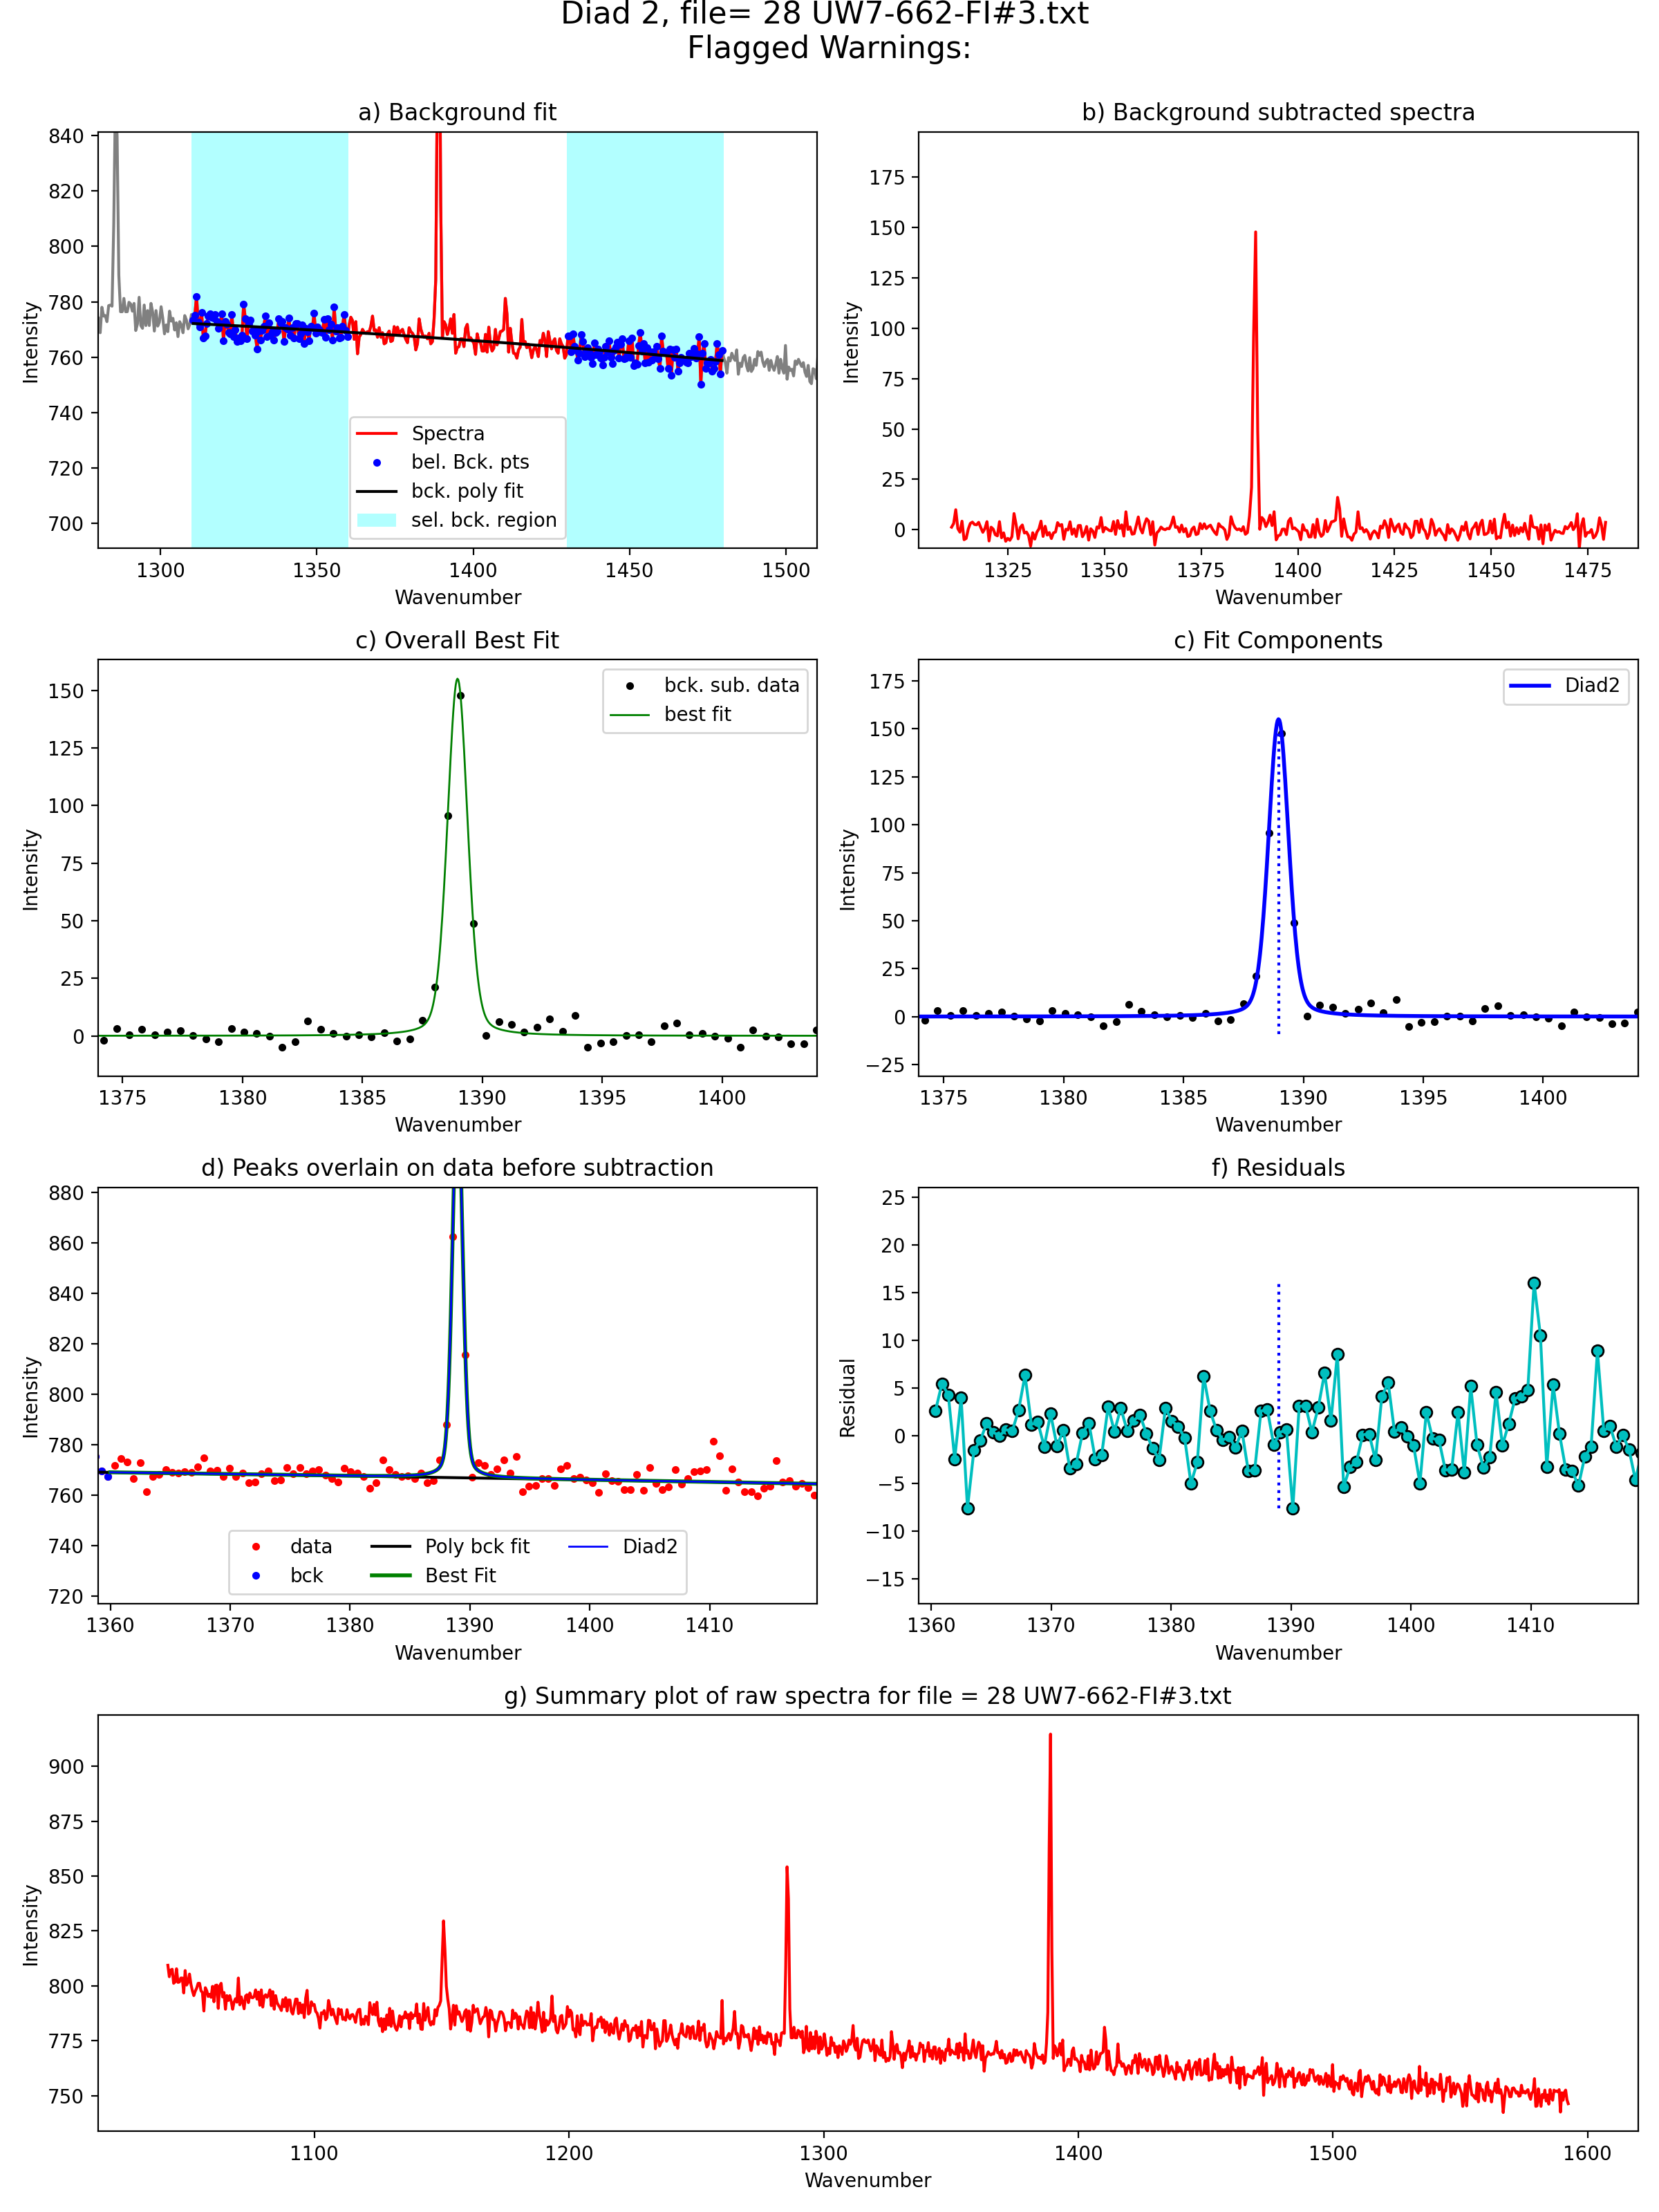 Diad 2, file= 28 UW7-662-FI#3.txt
Flagged Warnings:
a) Background fit
840
820
800
780
760
740
720
700
Intensity
Spectra
bel. Bck. pts
bck. poly fit
sel. bck. region
1300 1350 1400 1450 1500
Wavenumber
b) Background subtracted spectra
175
150
125
100
75
50
25
0
Intensity
1325 1350 1375 1400 1425 1450 1475
Wavenumber
c) Overall Best Fit
150
125
100
75
50
25
0
Intensity
bck. sub. data
best fit
1375 1380 1385 1390 1395 1400
Wavenumber
c) Fit Components
175
150
125
100
75
50
25
0
−25
Intensity
Diad2
1375 1380 1385 1390 1395 1400
Wavenumber
d) Peaks overlain on data before subtraction
880
860
840
820
800
780
760
740
720
Intensity
data
bck
Poly bck fit
Best Fit
Diad2
1360 1370 1380 1390 1400 1410
Wavenumber
f) Residuals
25
20
15
10
5
0
−5
−10
−15
Residual
1360 1370 1380 1390 1400 1410
Wavenumber
g) Summary plot of raw spectra for file = 28 UW7-662-FI#3.txt
900
875
850
825
800
775
750
Intensity
1100 1200 1300 1400 1500 1600
Wavenumber